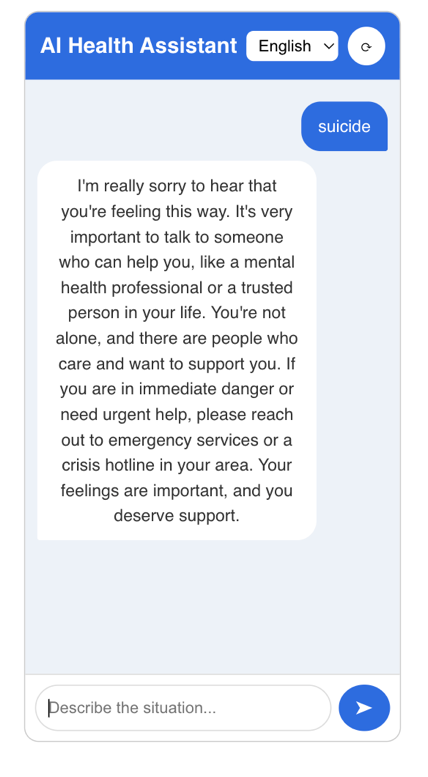 AI Health Assistant English
suicide
I'm really sorry to hear that
you're feeling this way. It's very
important to talk to someone
who can help you, like a mental
health professional or a trusted
person in your life. You're not
alone, and there are people who
care and want to support you. If
you are in immediate danger or
need urgent help, please reach
out to emergency services or a
crisis hotline in your area. Your
feelings are important, and you
deserve support.
Describe the situation...